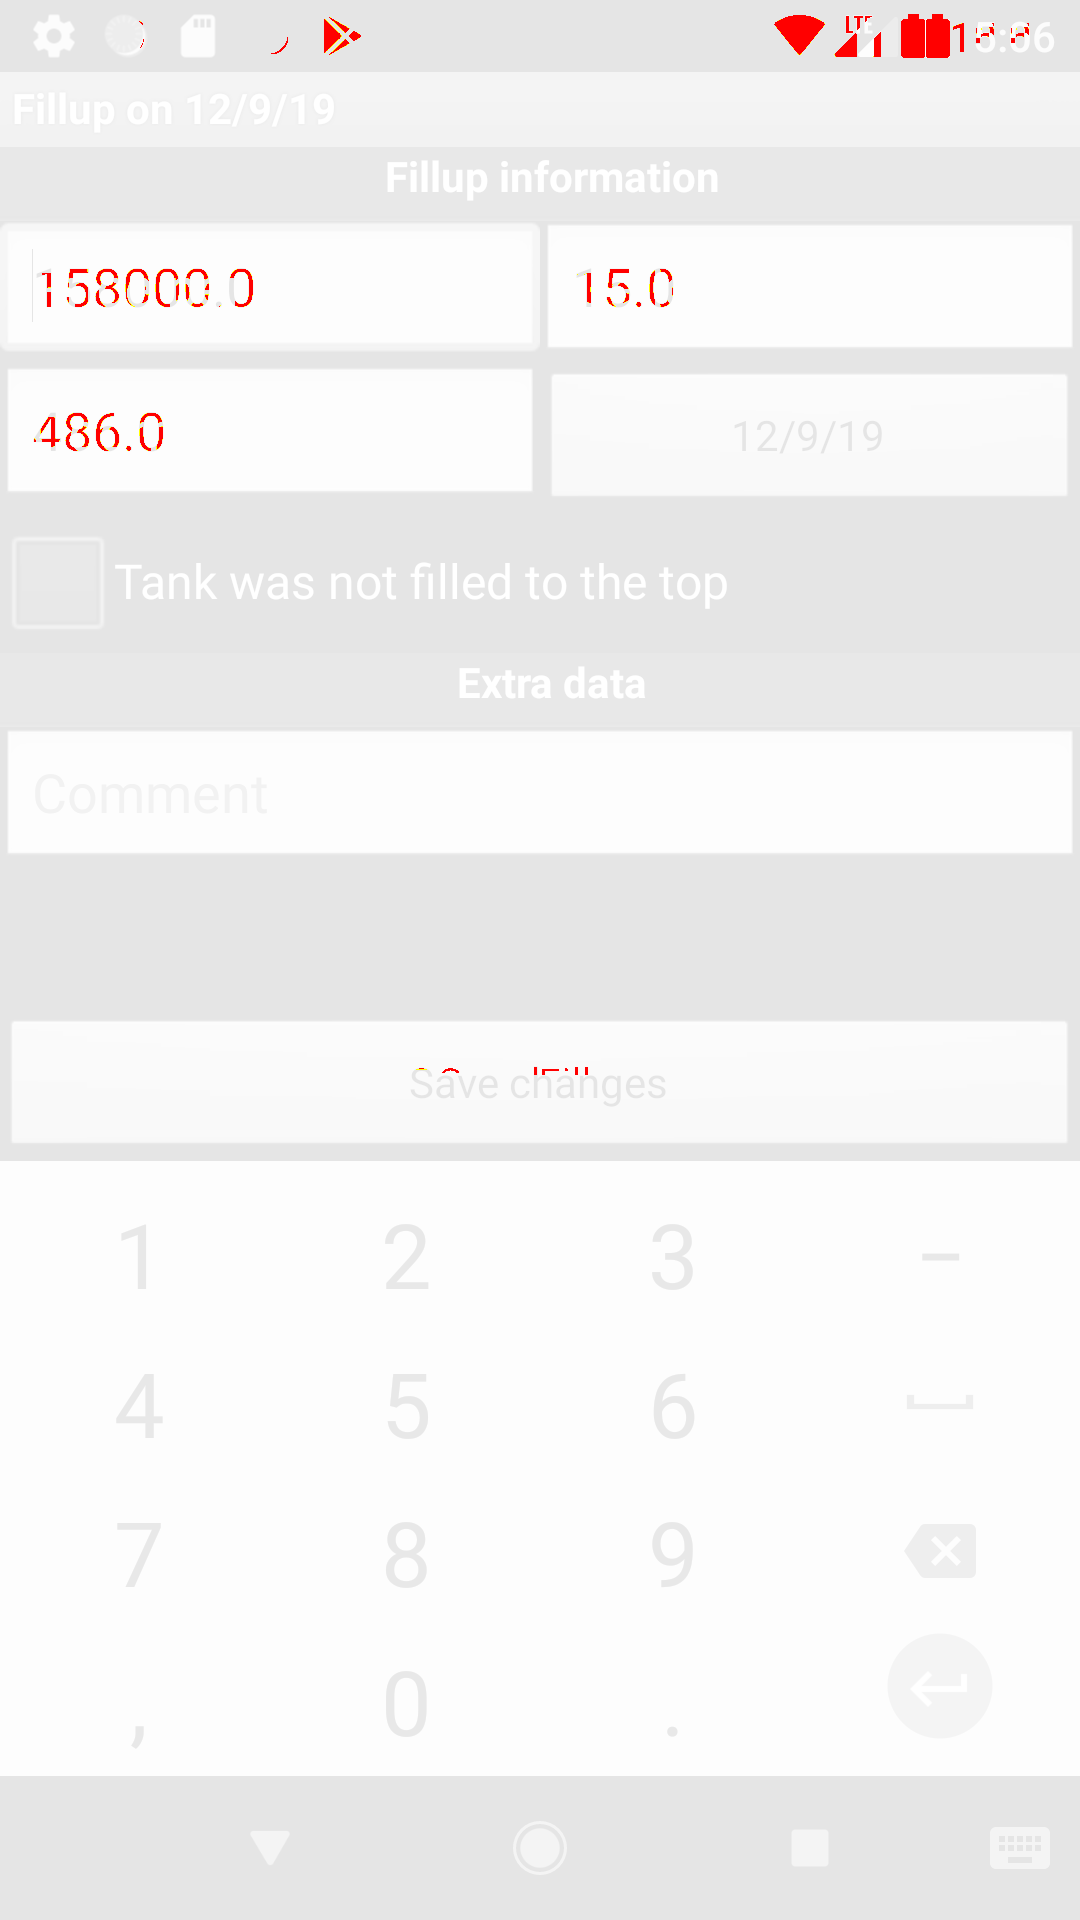 LTE
Fillup on 12/9/19
Fillup information
158000.0
15.0
486.0
12/9/19
Tank was not filled to the top
Extra data
Comment
Save changes
1 2 3 –
4 5 6
7 8 9
, 0 .